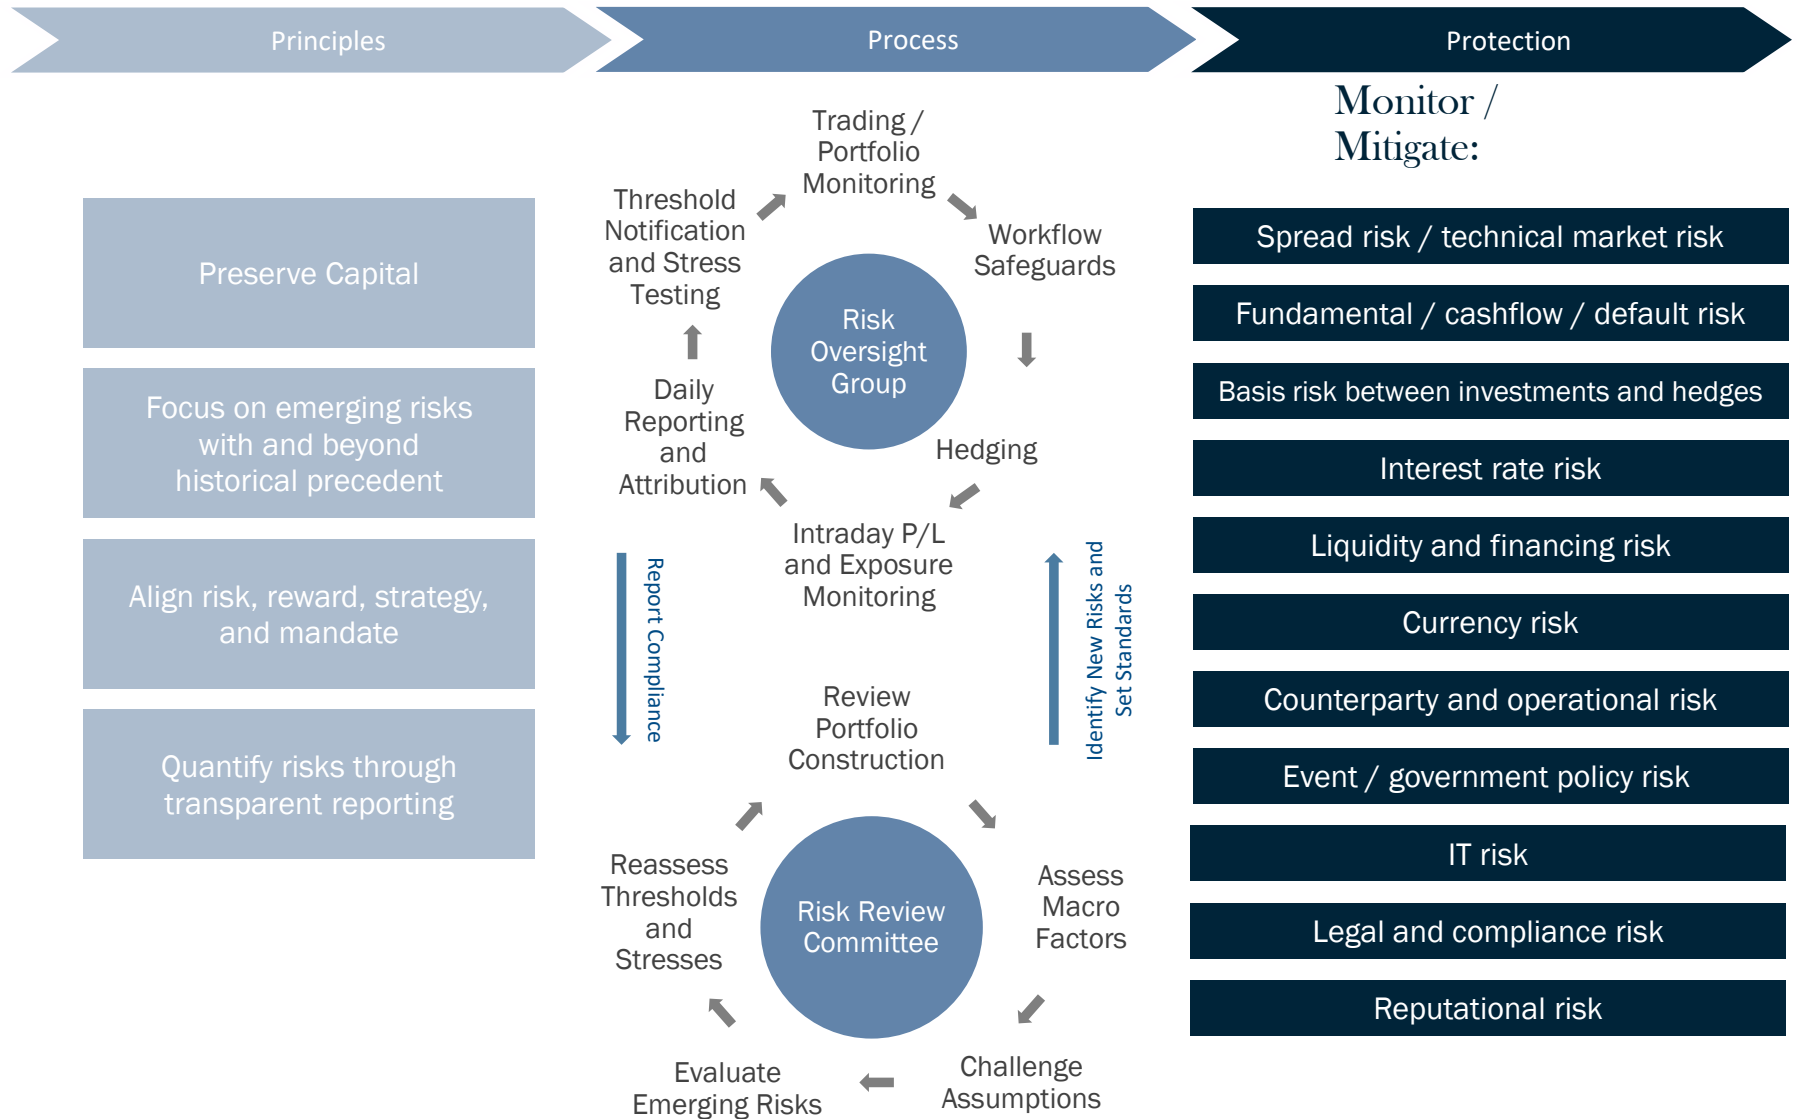 Principles
Process
Protection
Preserve Capital
Focus on emerging risks
with and beyond
historical precedent
Align risk, reward, strategy,
and mandate
Quantify risks through
transparent reporting
Trading /
Portfolio
Monitoring
Workflow
Safeguards
Hedging
Intraday P/L
and Exposure
Monitoring
Daily
Reporting
and
Attribution
Threshold
Notification
and Stress
Testing
Risk
Oversight
Group
Report Compliance
Identify New Risks and
Set Standards
Review
Portfolio
Construction
Assess
Macro
Factors
Challenge
Assumptions
Evaluate
Emerging Risks
Reassess
Thresholds
and
Stresses
Risk Review
Committee
Monitor /
Mitigate:
Spread risk / technical market risk
Fundamental / cashflow / default risk
Basis risk between investments and hedges
Interest rate risk
Liquidity and financing risk
Currency risk
Counterparty and operational risk
Event / government policy risk
IT risk
Legal and compliance risk
Reputational risk